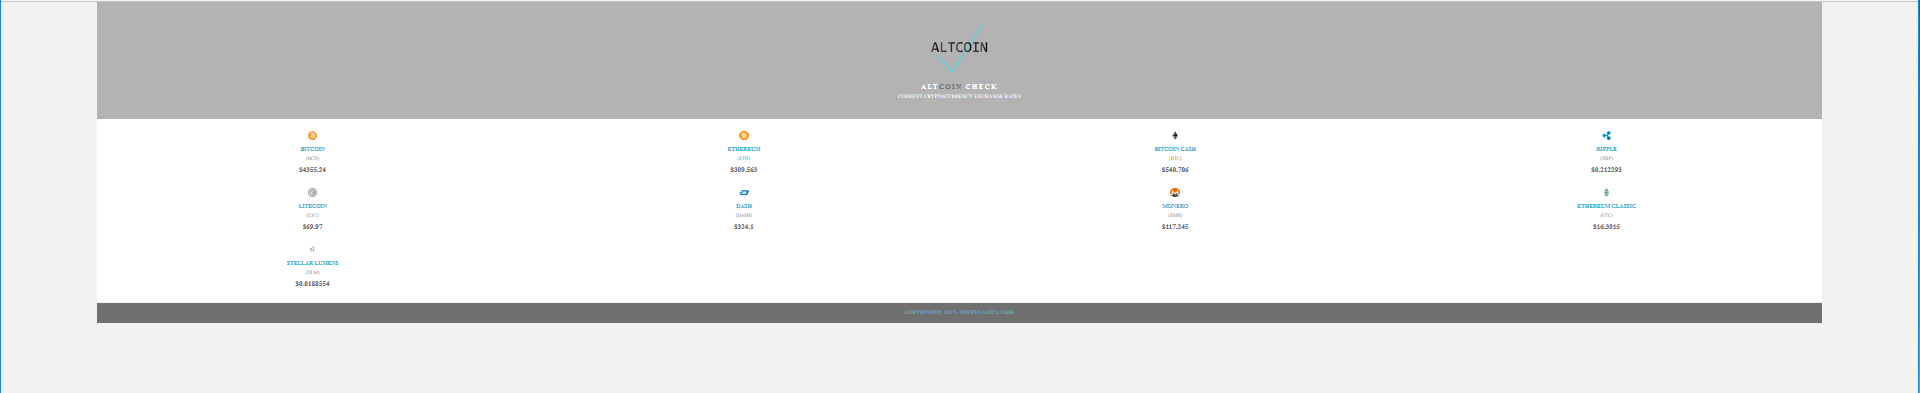 ALTCOIN
ALTCOIN CHECK
CURRENT CRYPTOCURRENCY EXCHANGE RATES
BITCOIN
(BCN)
$4355.24
ETHEREUM
(ETH)
$309.563
BITCOIN CASH
(BTC)
$540.706
RIPPLE
(XRP)
$0.212293
LITECOIN
(LTC)
$69.97
DASH
(DASH)
$324.1
MONERO
(XMR)
$117.245
ETHEREUM CLASSIC
(ETC)
$16.3915
STELLAR LUMENS
(XLM)
$0.0188554
COPYRIGHT© 2017-